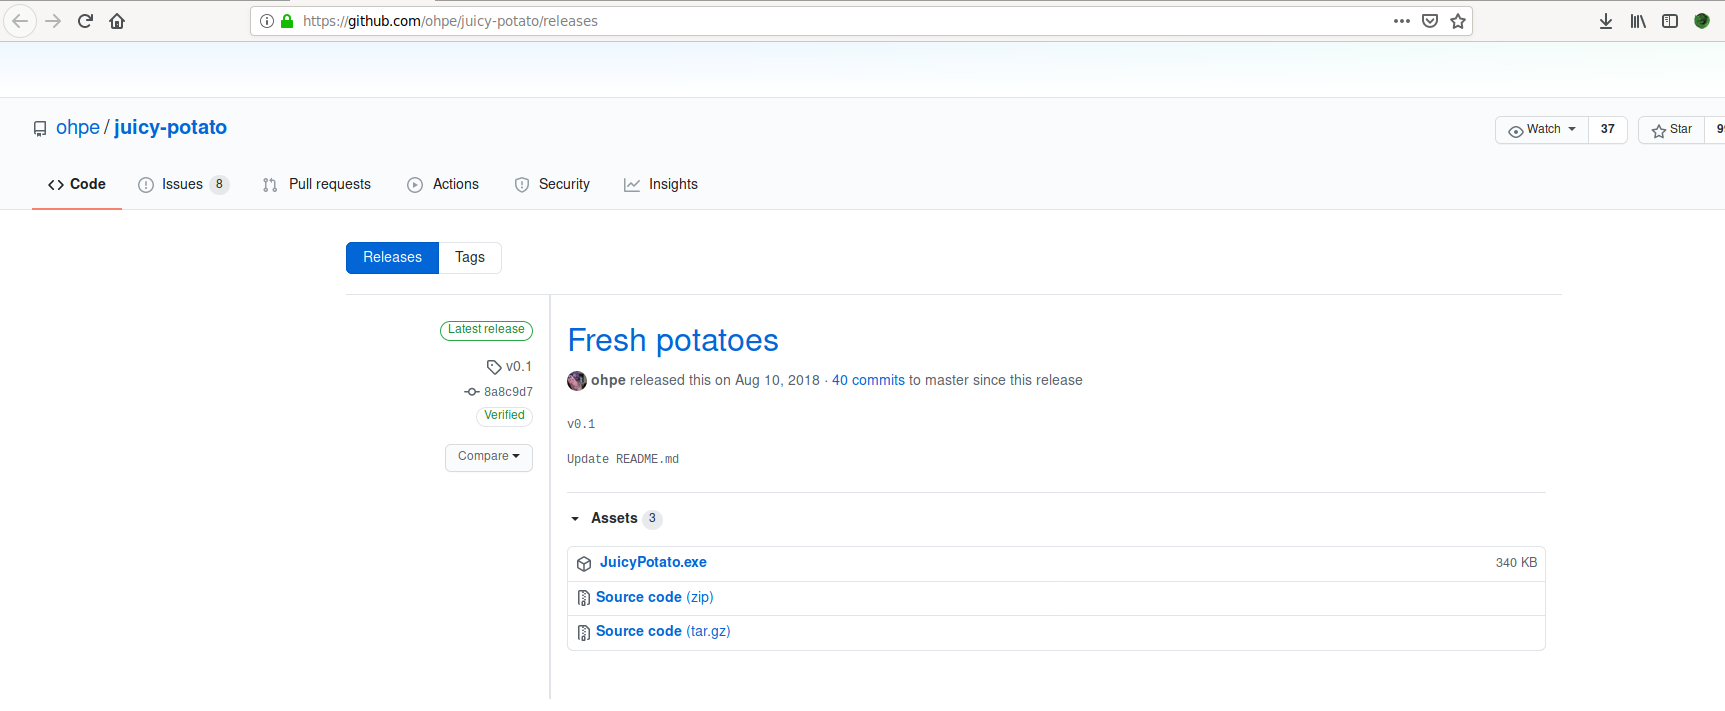 https://github.com/ohpe/juicy-potato/releases
ohpe / juicy-potato
Watch 37 Star
Code Issues 8 Pull requests Actions Security Insights
Releases Tags
Latest release
v0.1
8a8c9d7
Verified
Compare
Fresh potatoes
ohpe released this on Aug 10, 2018 · 40 commits to master since this release
v0.1
Update README.md
Assets 3
JuicyPotato.exe 340 KB
Source code (zip)
Source code (tar.gz)